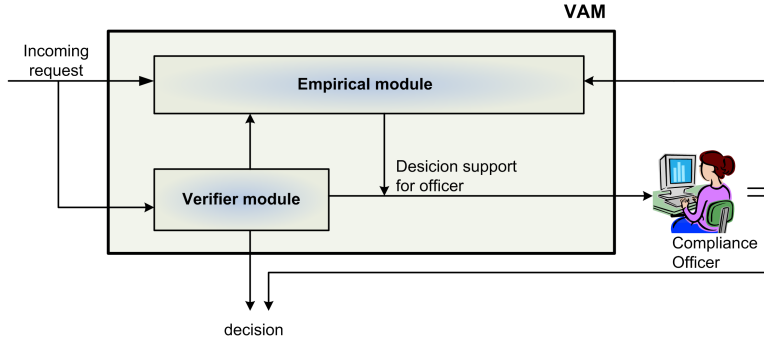 VAM
Incoming
request
Empirical module
Desicion support
for officer
Verifier module
Compliance
Officer
decision